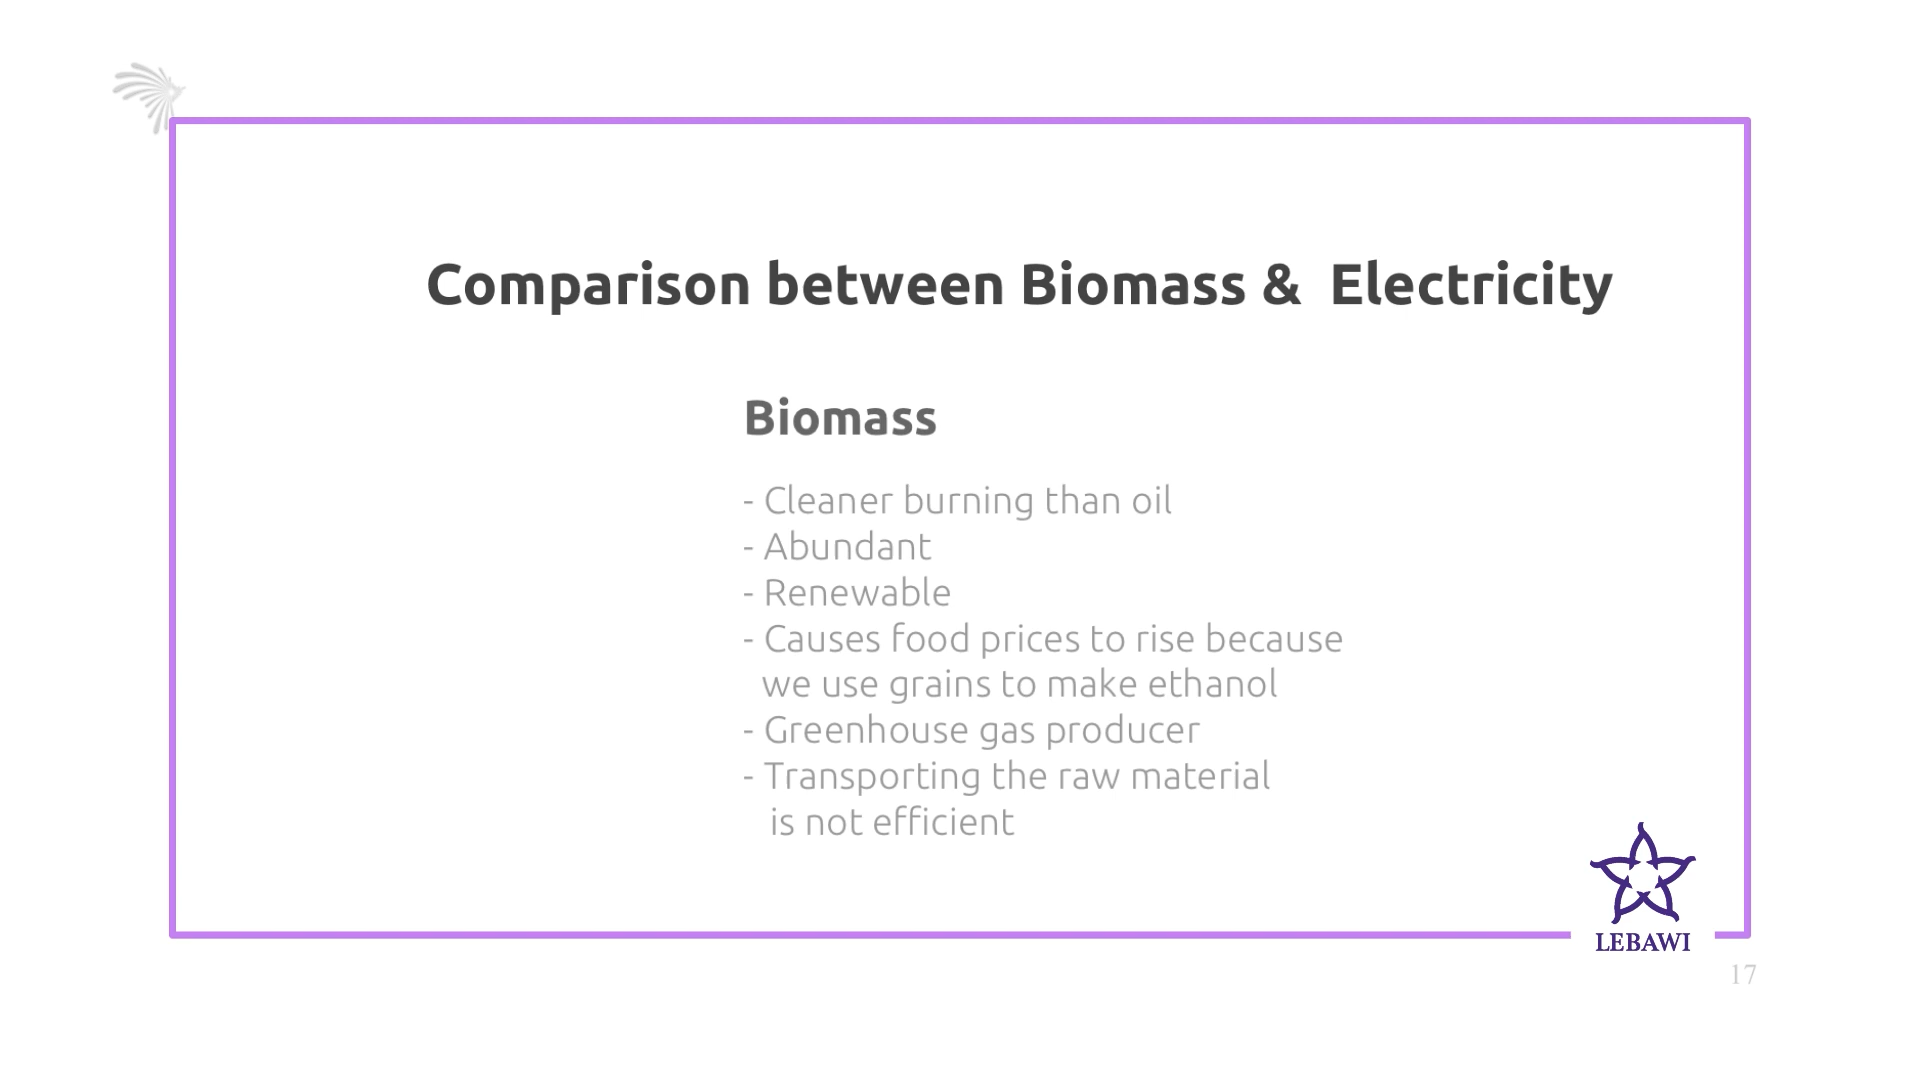 Comparison between Biomass & Electricity
Biomass
- Cleaner burning than oil
- Abundant
- Renewable
- Causes food prices to rise because
we use grains to make ethanol
- Greenhouse gas producer
- Transporting the raw material
is not efficient
LEBAWI
17